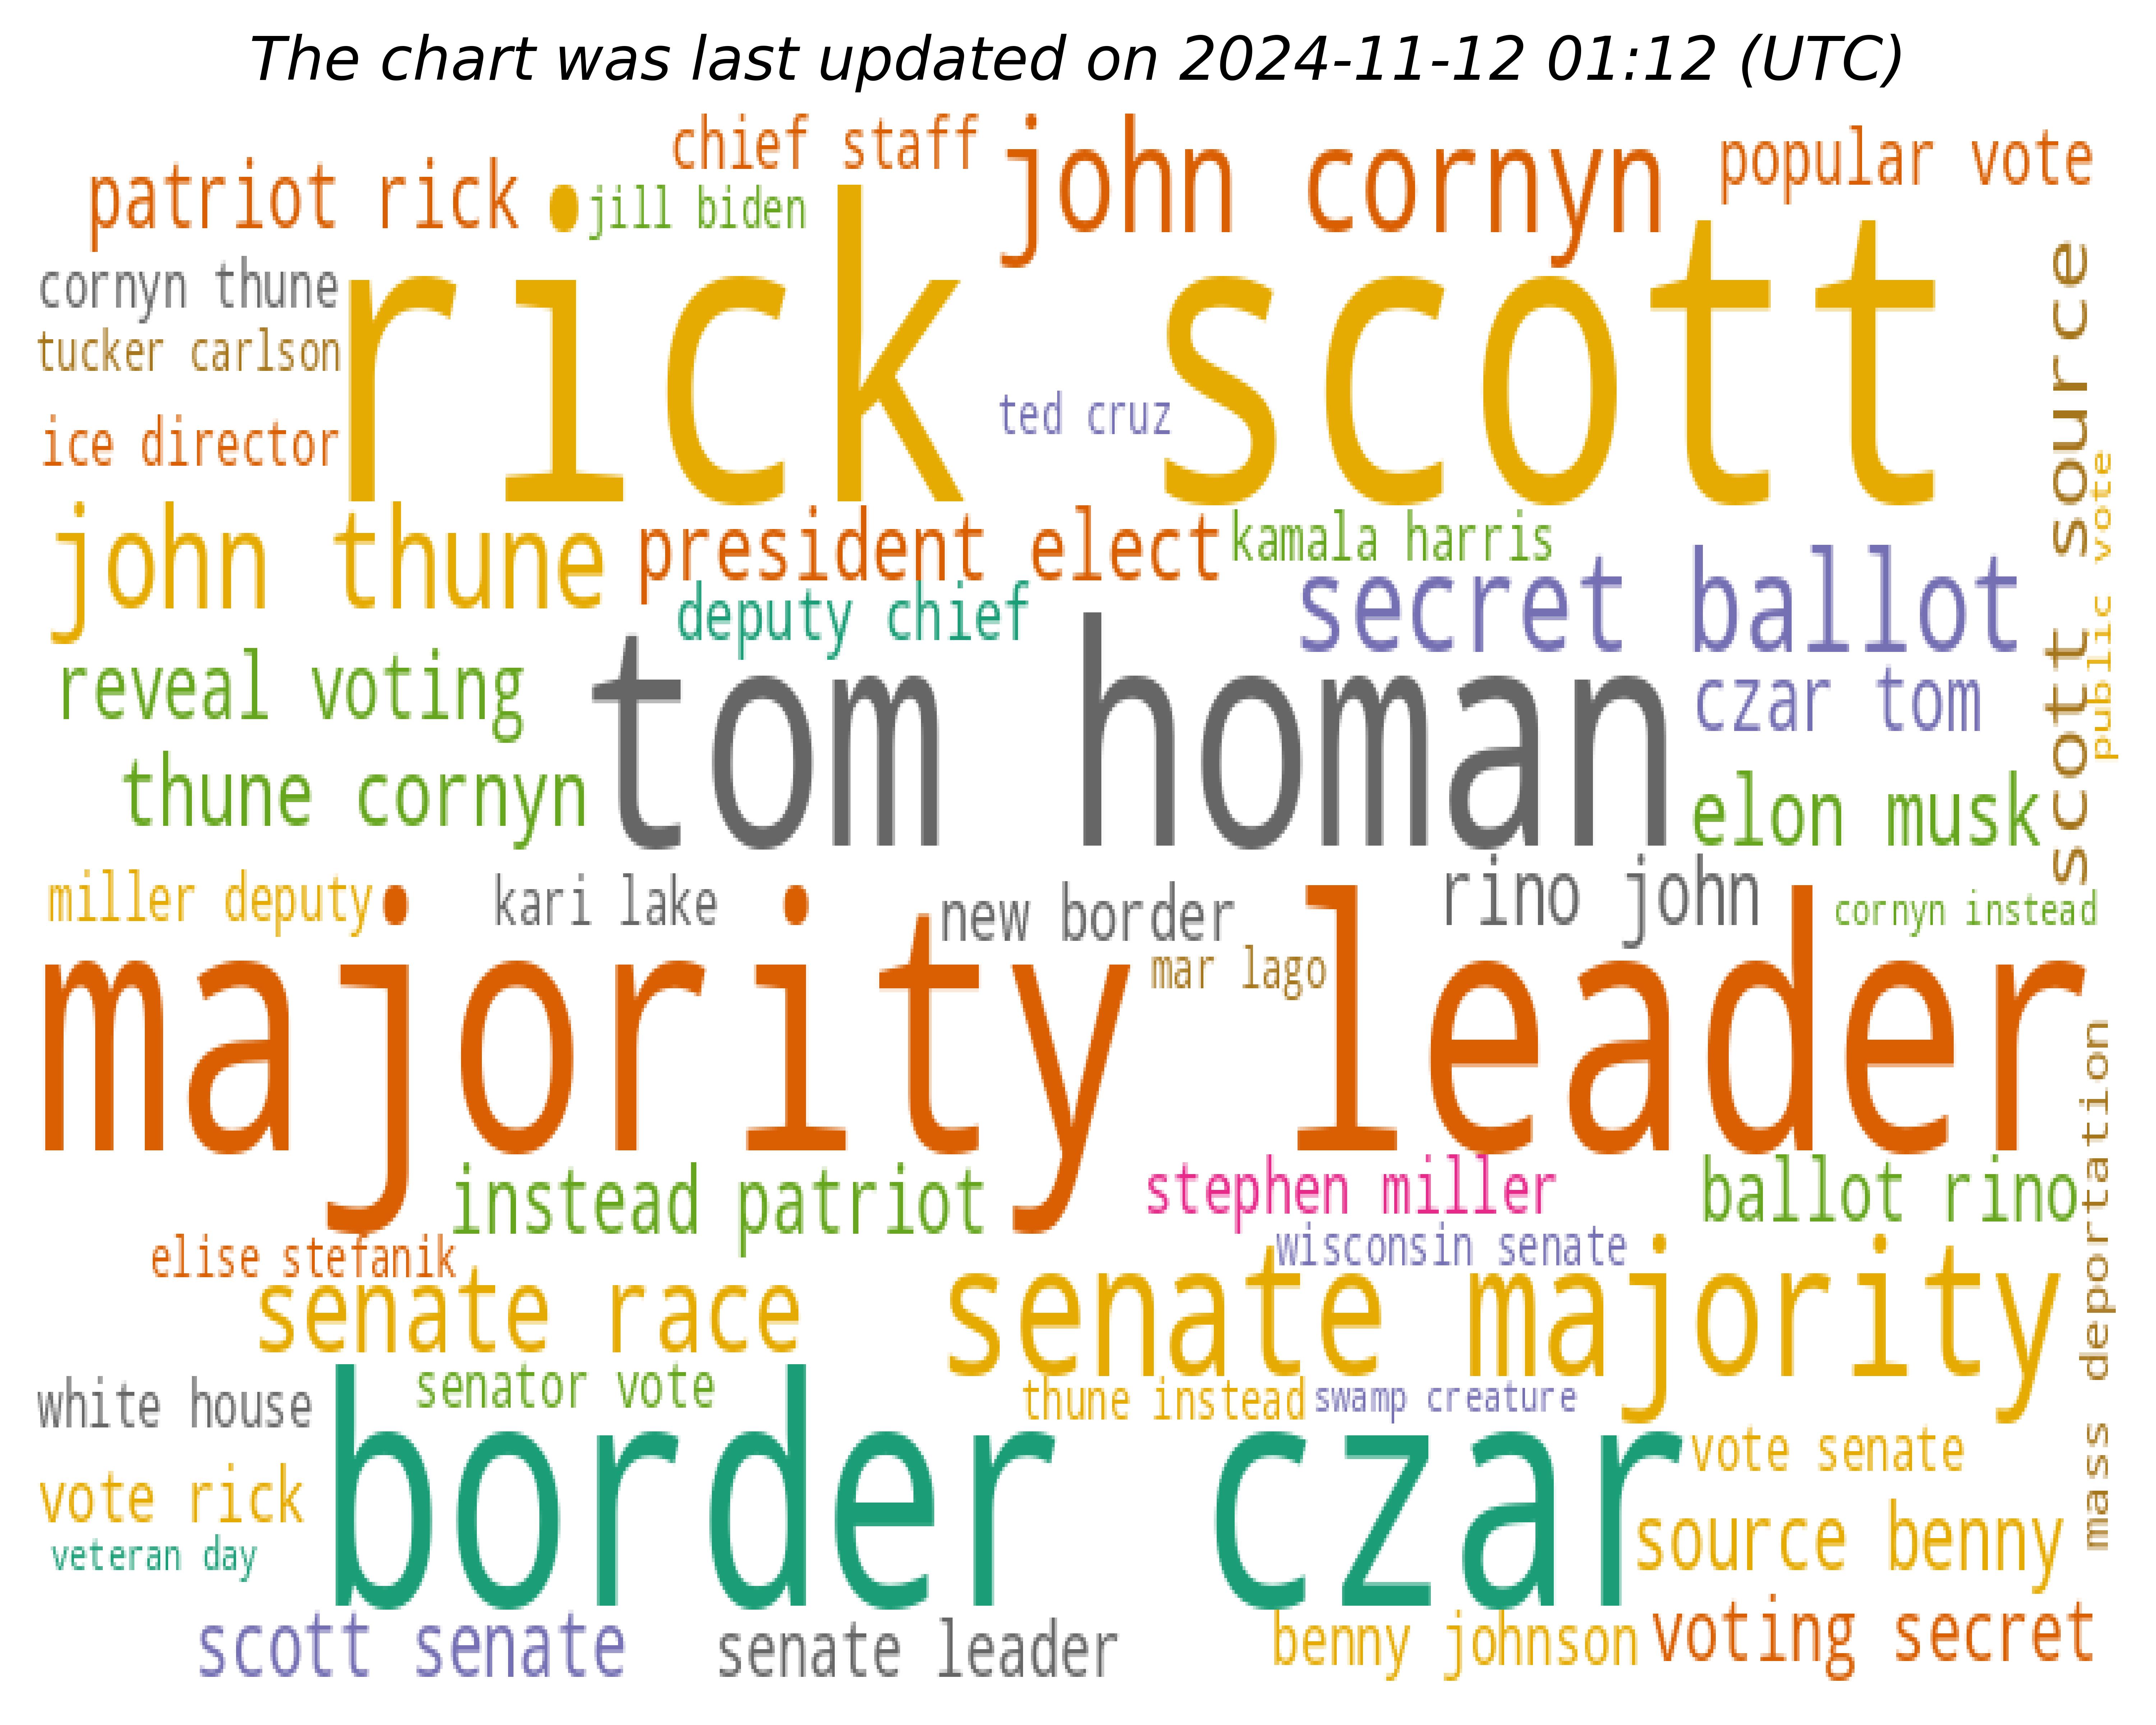 The chart was last updated on 2024-11-12 01:12 (UTC)
chief staff
john cornyn
popular vote
patriot rick
jill biden
cornyn thune
rick scott
tucker carlson
ted cruz
ice director
scott source
public vote
john thune
president elect
kamala harris
deputy chief
secret ballot
reveal voting
tom homan
czar tom
thune cornyn
elon musk
miller deputy
kari lake
new border
rino john
cornyn instead
mar lago
majority leader
mass deportation
instead patriot
stephen miller
ballot rino
elise stefanik
wisconsin senate
senate race
senate majority
white house
senator vote
thune instead
swamp creature
border czar
vote senate
vote rick
source benny
veteran day
scott senate
senate leader
benny johnson
voting secret